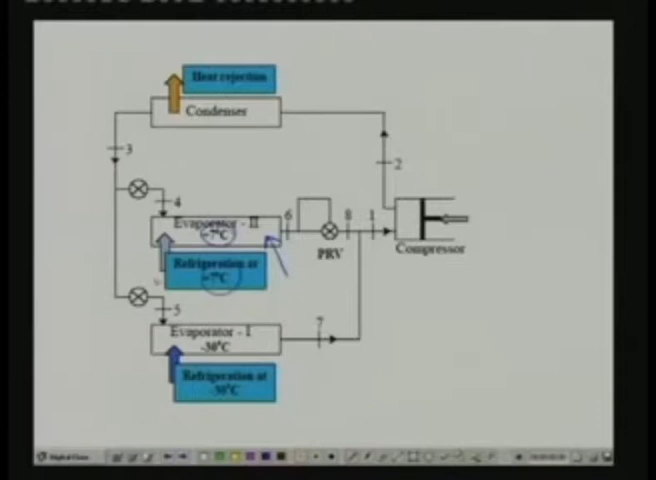 Heat rejection
Condenser
3
2
4
Evaporator - II
+7°C
6
8
1
PRV
Compressor
Refrigeration at
+7°C
5
Evaporator - I
-30°C
7
Refrigeration at
-30°C